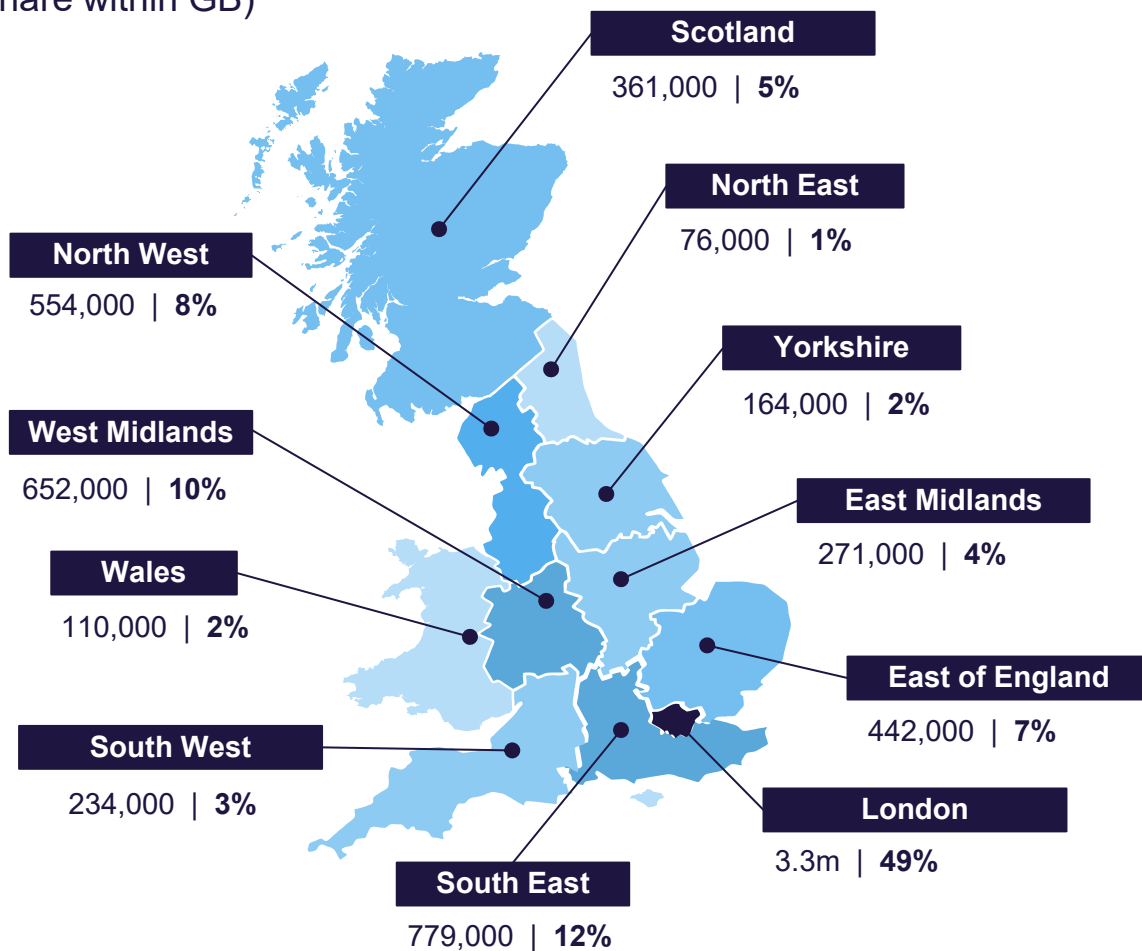 within GB)
Scotland
361,000 | 5%
North East
76,000 | 1%
North West
554,000 | 8%
Yorkshire
164,000 | 2%
West Midlands
652,000 | 10%
East Midlands
271,000 | 4%
Wales
110,000 | 2%
East of England
442,000 | 7%
South West
234,000 | 3%
London
3.3m | 49%
South East
779,000 | 12%